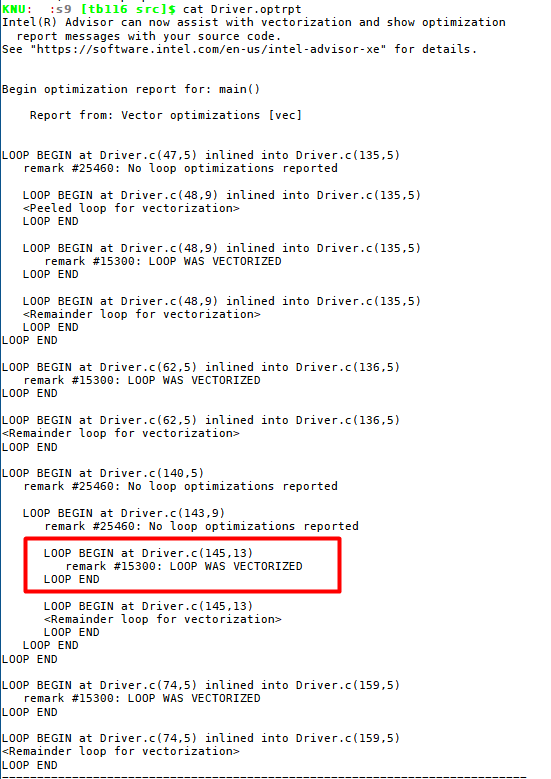 KNU:  :s9 [tb116 src]$ cat Driver.optrpt
Intel(R) Advisor can now assist with vectorization and show optimization
  report messages with your source code.
See "https://software.intel.com/en-us/intel-advisor-xe" for details.
Begin optimization report for: main()
    Report from: Vector optimizations [vec]
LOOP BEGIN at Driver.c(47,5) inlined into Driver.c(135,5)
   remark #25460: No loop optimizations reported
   LOOP BEGIN at Driver.c(48,9) inlined into Driver.c(135,5)
   <Peeled loop for vectorization>
   LOOP END
   LOOP BEGIN at Driver.c(48,9) inlined into Driver.c(135,5)
      remark #15300: LOOP WAS VECTORIZED
   LOOP END
   LOOP BEGIN at Driver.c(48,9) inlined into Driver.c(135,5)
   <Remainder loop for vectorization>
   LOOP END
LOOP END
LOOP BEGIN at Driver.c(62,5) inlined into Driver.c(136,5)
   remark #15300: LOOP WAS VECTORIZED
LOOP END
LOOP BEGIN at Driver.c(62,5) inlined into Driver.c(136,5)
<Remainder loop for vectorization>
LOOP END
LOOP BEGIN at Driver.c(140,5)
   remark #25460: No loop optimizations reported
   LOOP BEGIN at Driver.c(143,9)
      remark #25460: No loop optimizations reported
      LOOP BEGIN at Driver.c(145,13)
         remark #15300: LOOP WAS VECTORIZED
      LOOP END
      LOOP BEGIN at Driver.c(145,13)
      <Remainder loop for vectorization>
      LOOP END
   LOOP END
LOOP END
LOOP BEGIN at Driver.c(74,5) inlined into Driver.c(159,5)
   remark #15300: LOOP WAS VECTORIZED
LOOP END
LOOP BEGIN at Driver.c(74,5) inlined into Driver.c(159,5)
<Remainder loop for vectorization>
LOOP END